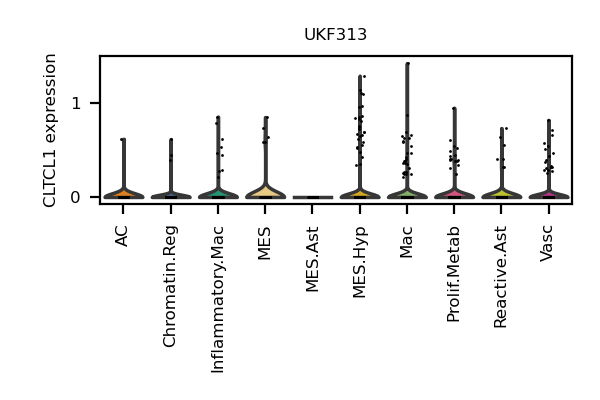 UKF313
CLTCL1 expression
1
0
AC
Chromatin.Reg
Inflammatory.Mac
MES
MES.Ast
MES.Hyp
Mac
Prolif.Metab
Reactive.Ast
Vasc